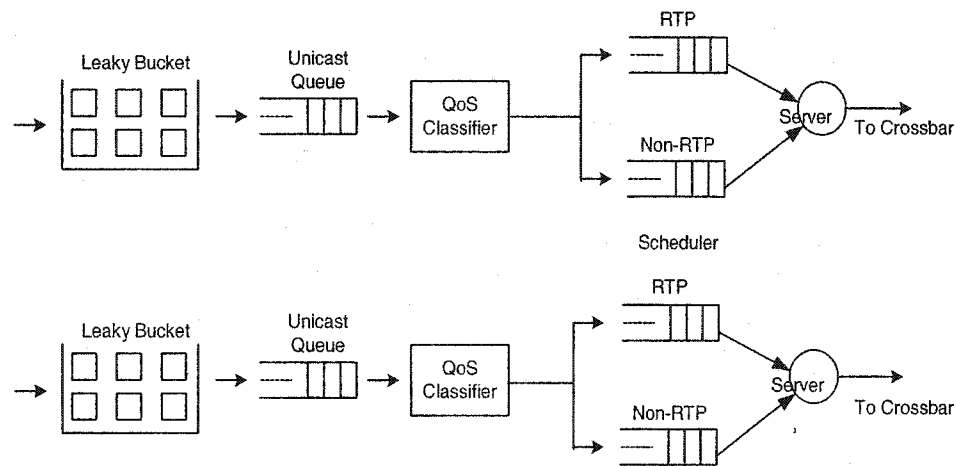 RTP
Leaky Bucket
Unicast
Queue
QoS
Classifier
Server
To Crossbar
Non-RTP
Scheduler
RTP
Leaky Bucket
Unicast
Queue
QoS
Classifier
Server
To Crossbar
Non-RTP